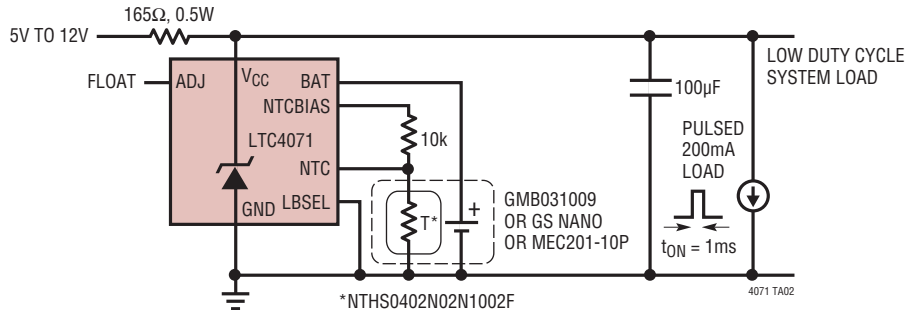 165Ω, 0.5W
5V TO 12V
FLOAT
ADJ
VCC
BAT
NTCBIAS
LTC4071
NTC
GND
LBSEL
10k
T*
+
GMB031009
OR GS NANO
OR MEC201-10P
100µF
LOW DUTY CYCLE
SYSTEM LOAD
PULSED
200mA
LOAD
tON = 1ms
*NTHS0402N02N1002F
4071 TA02